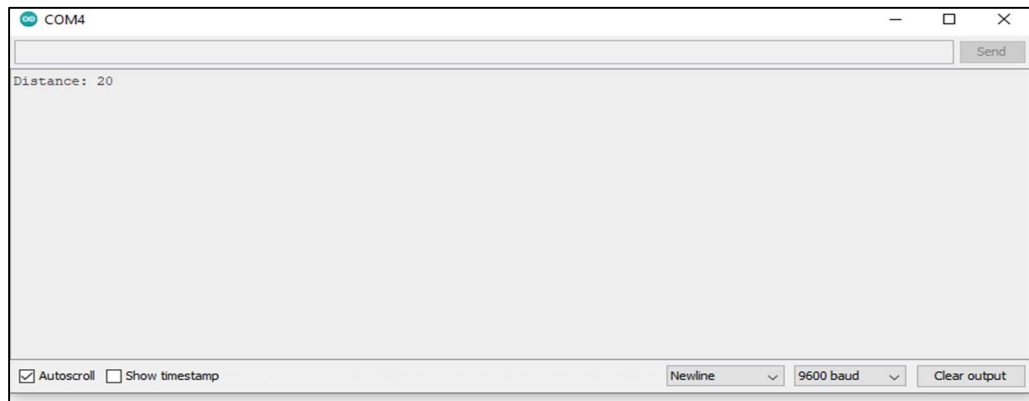 COM4
Send
Distance: 20
Autoscroll Show timestamp Newline 9600 baud Clear output